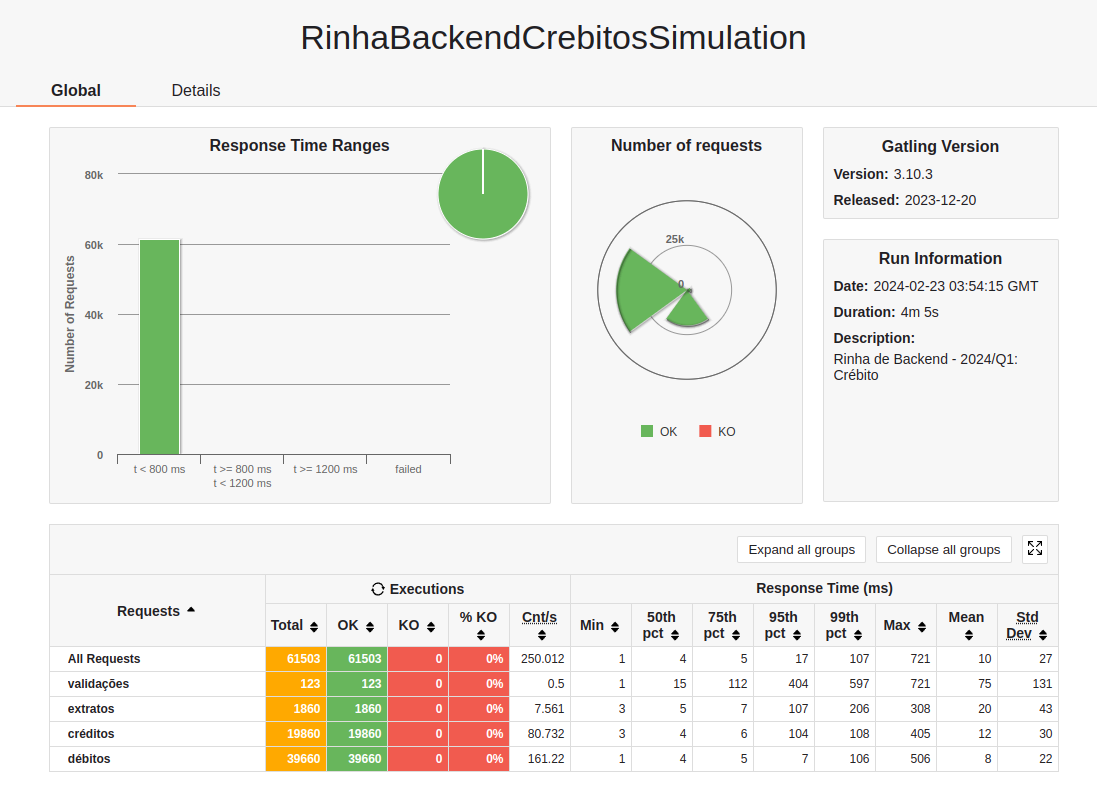 RinhaBackendCrebitosSimulation
Global Details
Response Time Ranges
80k
60k
40k
20k
0
Number of Requests
t < 800 ms
t >= 800 ms
t < 1200 ms
t >= 1200 ms
failed
Number of requests
25k
0
OK KO
Gatling Version
Version: 3.10.3
Released: 2023-12-20
Run Information
Date: 2024-02-23 03:54:15 GMT
Duration: 4m 5s
Description:
Rinha de Backend - 2024/Q1:
Crébito
Expand all groups Collapse all groups
Requests Executions Response Time (ms)
Total OK KO % KO Cnt/s Min 50th pct 75th pct 95th pct 99th pct Max Mean Std Dev
All Requests 61503 61503 0 0% 250.012 1 4 5 17 107 721 10 27
validações 123 123 0 0% 0.5 1 15 112 404 597 721 75 131
extratos 1860 1860 0 0% 7.561 3 5 7 107 206 308 20 43
créditos 19860 19860 0 0% 80.732 3 4 6 104 108 405 12 30
débitos 39660 39660 0 0% 161.22 1 4 5 7 106 506 8 22